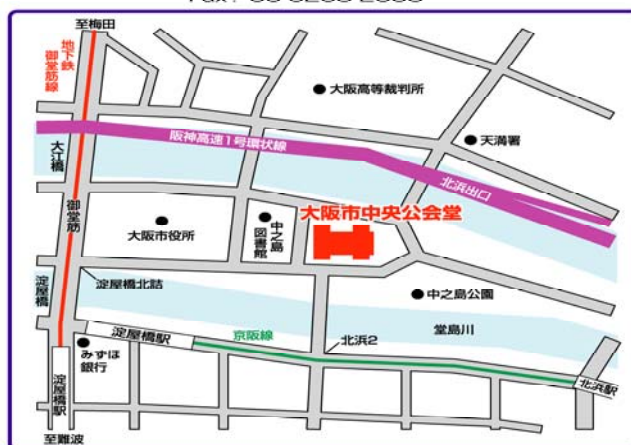 至梅田
地下鉄
御堂筋線
大阪高等裁判所
天満署
阪神高速1号環状線
北浜出口
大江橋
御堂筋
大阪市中央公会堂
大阪市役所
中之島
図書館
淀屋橋
淀屋橋北詰
中之島公園
堂島川
淀屋橋駅
京阪線
北浜2
みずほ
銀行
淀屋橋駅
北浜駅
至難波